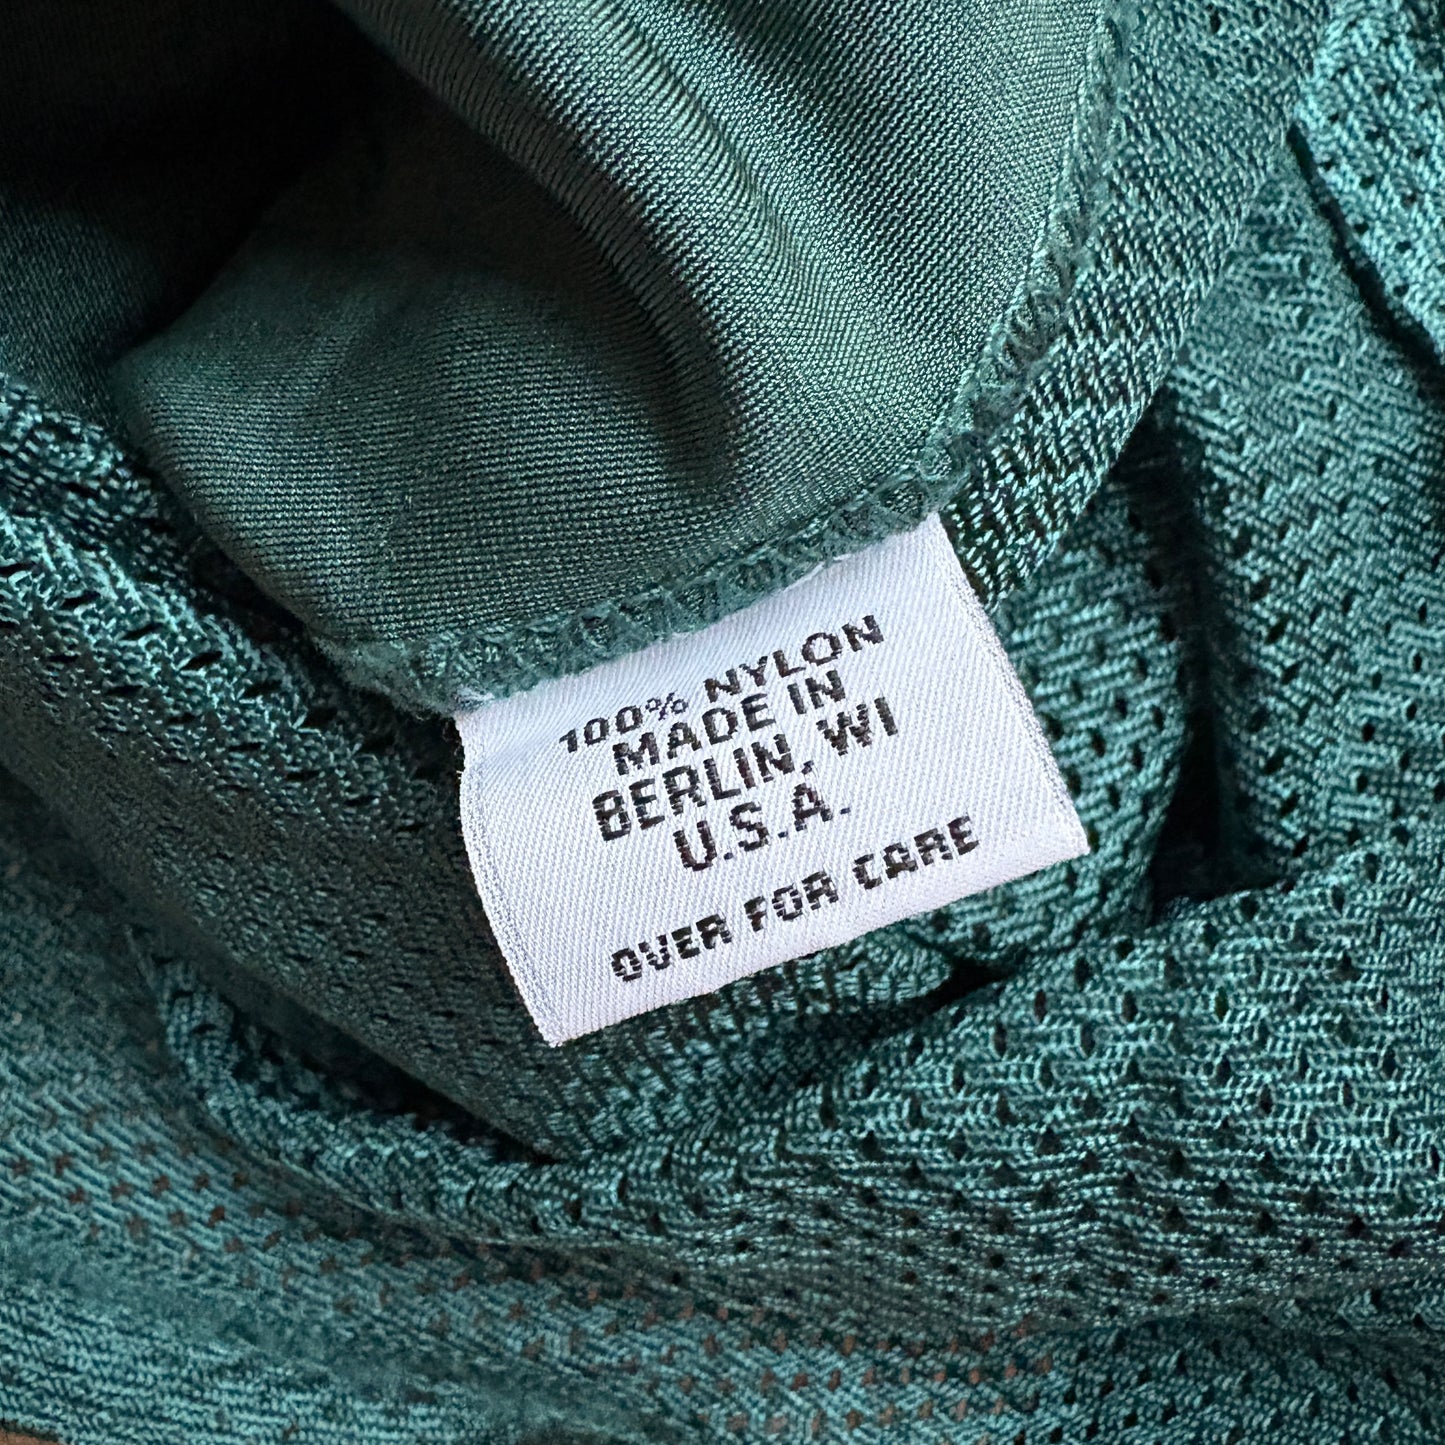 100% NYLON
MADE IN
BERLIN, WI
U.S.A.
OVER FOR CARE